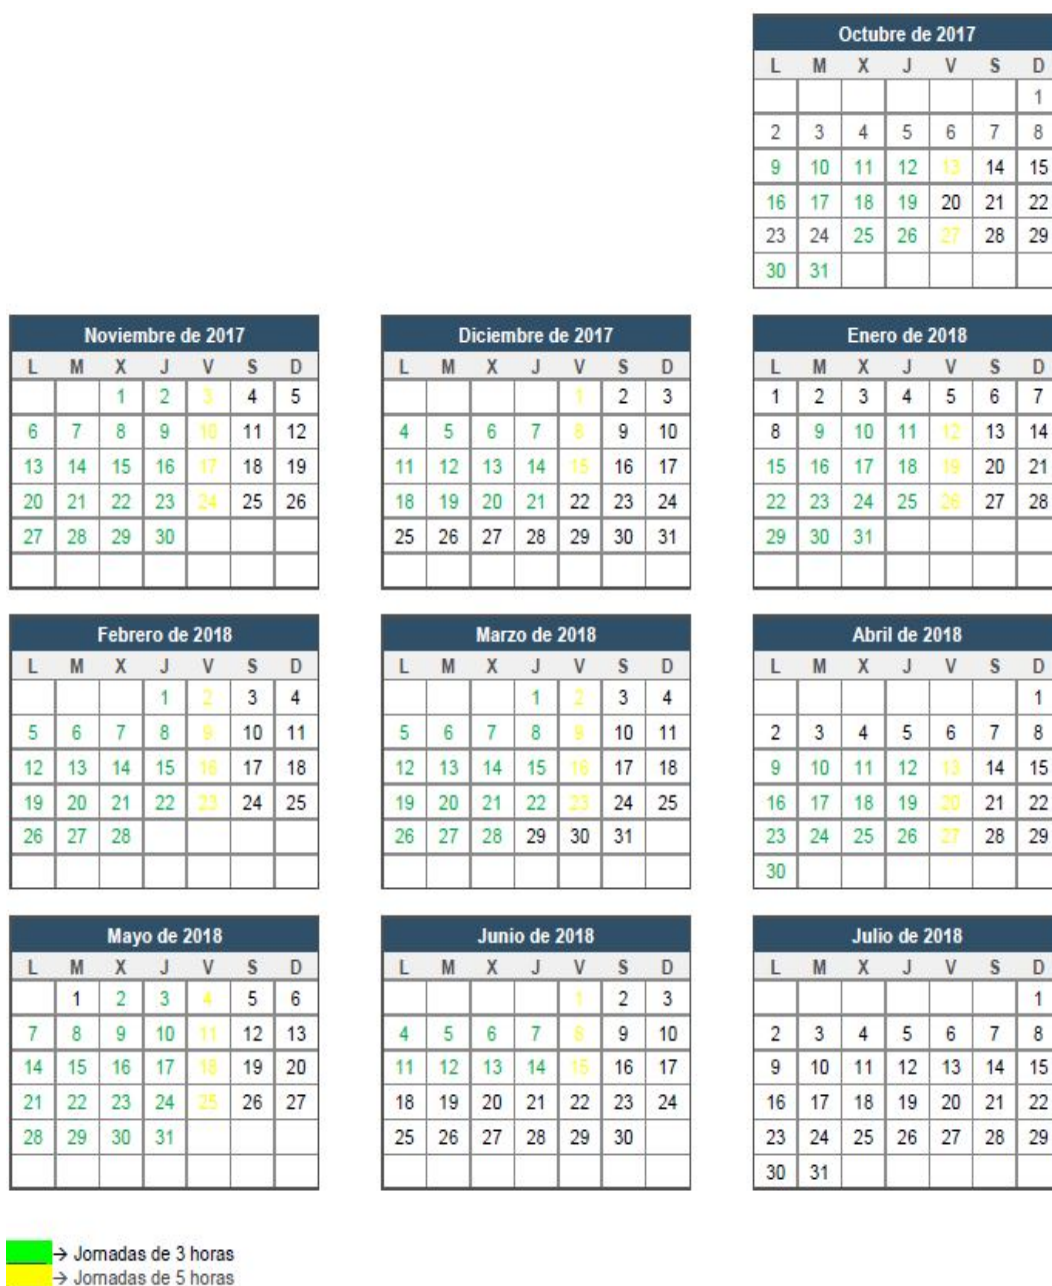 Octubre de 2017
L M X J V S D
1
2 3 4 5 6 7 8
9 10 11 12 13 14 15
16 17 18 19 20 21 22
23 24 25 26 27 28 29
30 31
Noviembre de 2017
L M X J V S D
1 2 3 4 5
6 7 8 9 10 11 12
13 14 15 16 17 18 19
20 21 22 23 24 25 26
27 28 29 30
Diciembre de 2017
L M X J V S D
1 2 3
4 5 6 7 8 9 10
11 12 13 14 15 16 17
18 19 20 21 22 23 24
25 26 27 28 29 30 31
Enero de 2018
L M X J V S D
1 2 3 4 5 6 7
8 9 10 11 12 13 14
15 16 17 18 19 20 21
22 23 24 25 26 27 28
29 30 31
Febrero de 2018
L M X J V S D
1 2 3 4
5 6 7 8 9 10 11
12 13 14 15 16 17 18
19 20 21 22 23 24 25
26 27 28
Marzo de 2018
L M X J V S D
1 2 3 4
5 6 7 8 9 10 11
12 13 14 15 16 17 18
19 20 21 22 23 24 25
26 27 28 29 30 31
Abril de 2018
L M X J V S D
1
2 3 4 5 6 7 8
9 10 11 12 13 14 15
16 17 18 19 20 21 22
23 24 25 26 27 28 29
30
Mayo de 2018
L M X J V S D
1 2 3 4 5 6
7 8 9 10 11 12 13
14 15 16 17 18 19 20
21 22 23 24 25 26 27
28 29 30 31
Junio de 2018
L M X J V S D
1 2 3
4 5 6 7 8 9 10
11 12 13 14 15 16 17
18 19 20 21 22 23 24
25 26 27 28 29 30
Julio de 2018
L M X J V S D
1
2 3 4 5 6 7 8
9 10 11 12 13 14 15
16 17 18 19 20 21 22
23 24 25 26 27 28 29
30 31
→ Jornadas de 3 horas
→ Jornadas de 5 horas